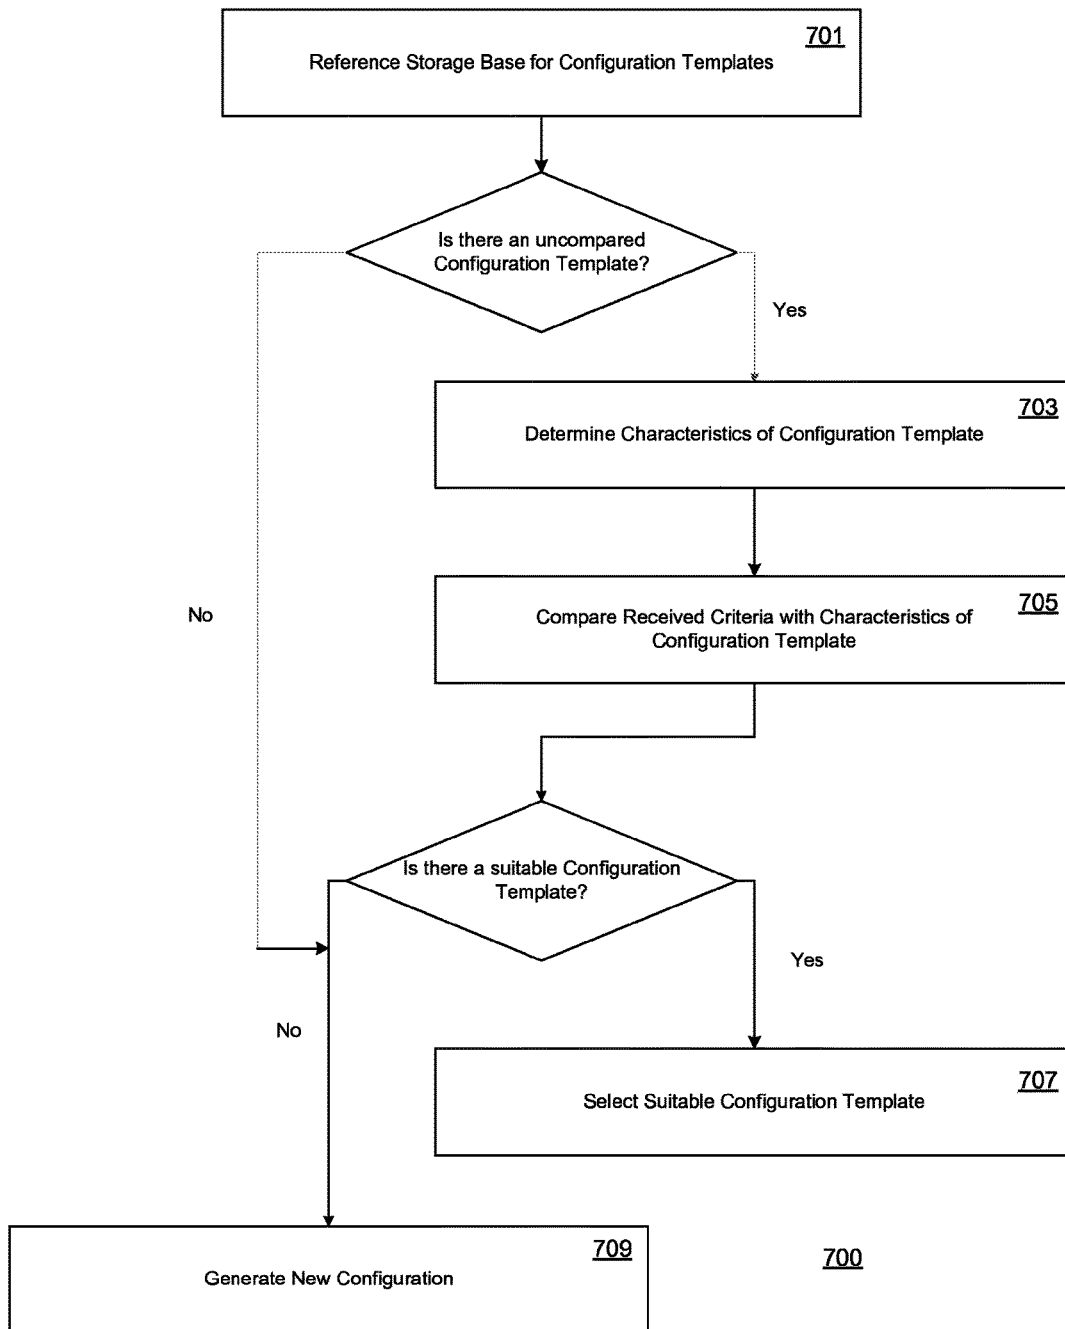 701
Reference Storage Base for Configuration Templates
Is there an uncompared
Configuration Template?
Yes
703
Determine Characteristics of Configuration Template
705
Compare Received Criteria with Characteristics of
Configuration Template
No
Is there a suitable Configuration
Template?
Yes
No
707
Select Suitable Configuration Template
709
Generate New Configuration
700